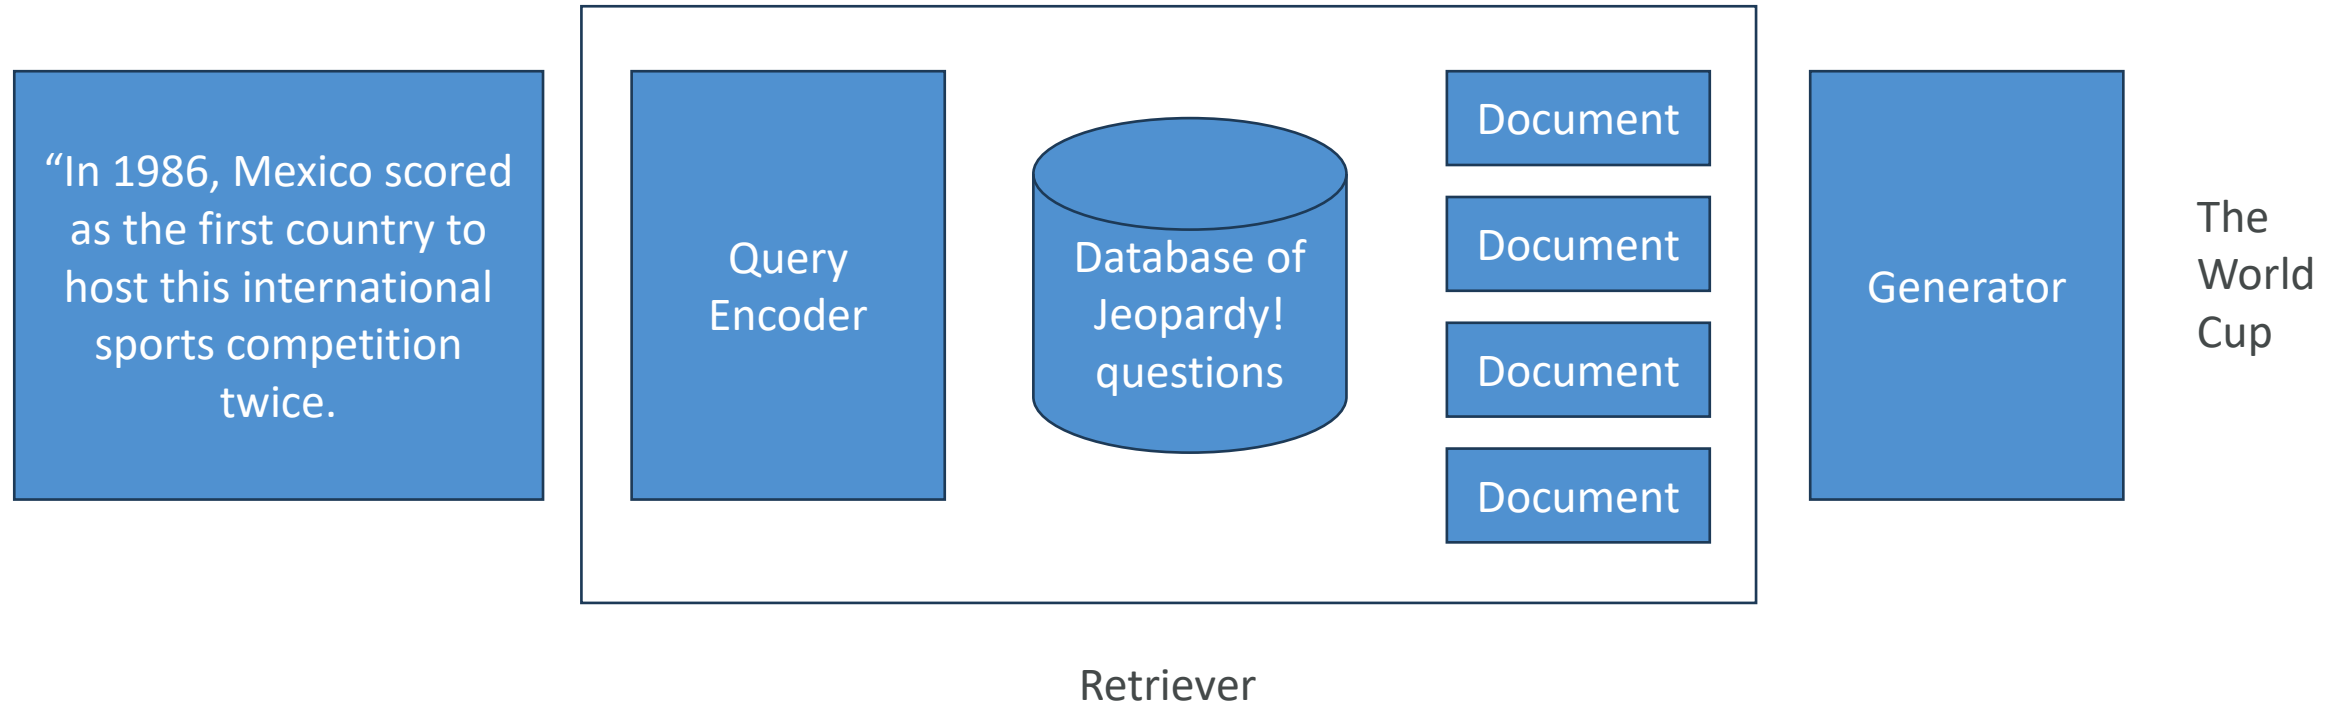 “In 1986, Mexico scored
as the first country to
host this international
sports competition
twice.
Query
Encoder
Database of
Jeopardy!
questions
Document
Document
Document
Document
Generator
The
World
Cup
Retriever